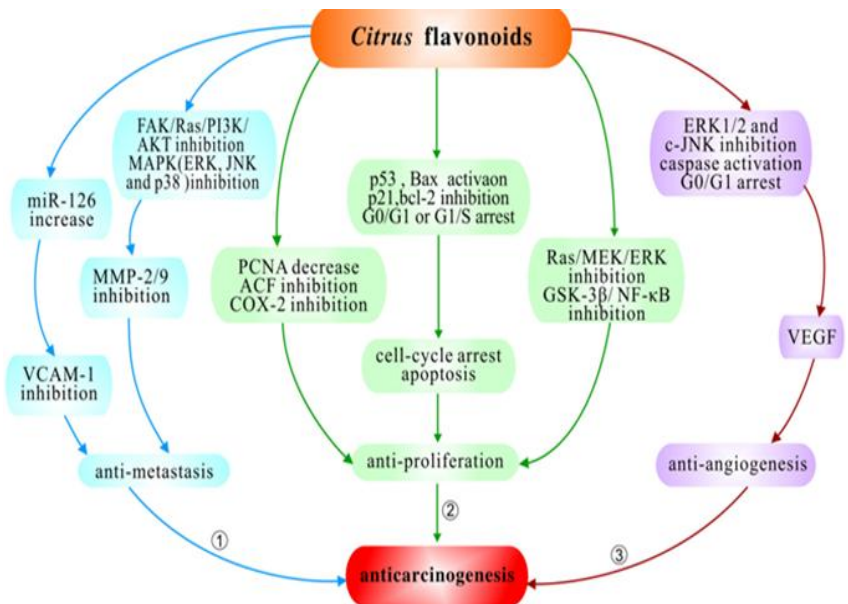 Citrus flavonoids
FAK/Ras/PI3K/
AKT inhibition
MAPK(ERK, JNK
and p38 )inhibition
ERK1/2 and
c-JNK inhibition
caspase activation
G0/G1 arrest
p53 , Bax activaon
p21,bcl-2 inhibition
G0/G1 or G1/S arrest
miR-126
increase
MMP-2/9
inhibition
PCNA decrease
ACF inhibition
COX-2 inhibition
Ras/MEK/ERK
inhibition
GSK-3β/ NF-κB
inhibition
VEGF
VCAM-1
inhibition
cell-cycle arrest
apoptosis
anti-metastasis
anti-proliferation
anti-angiogenesis
①
②
③
anticarcinogenesis